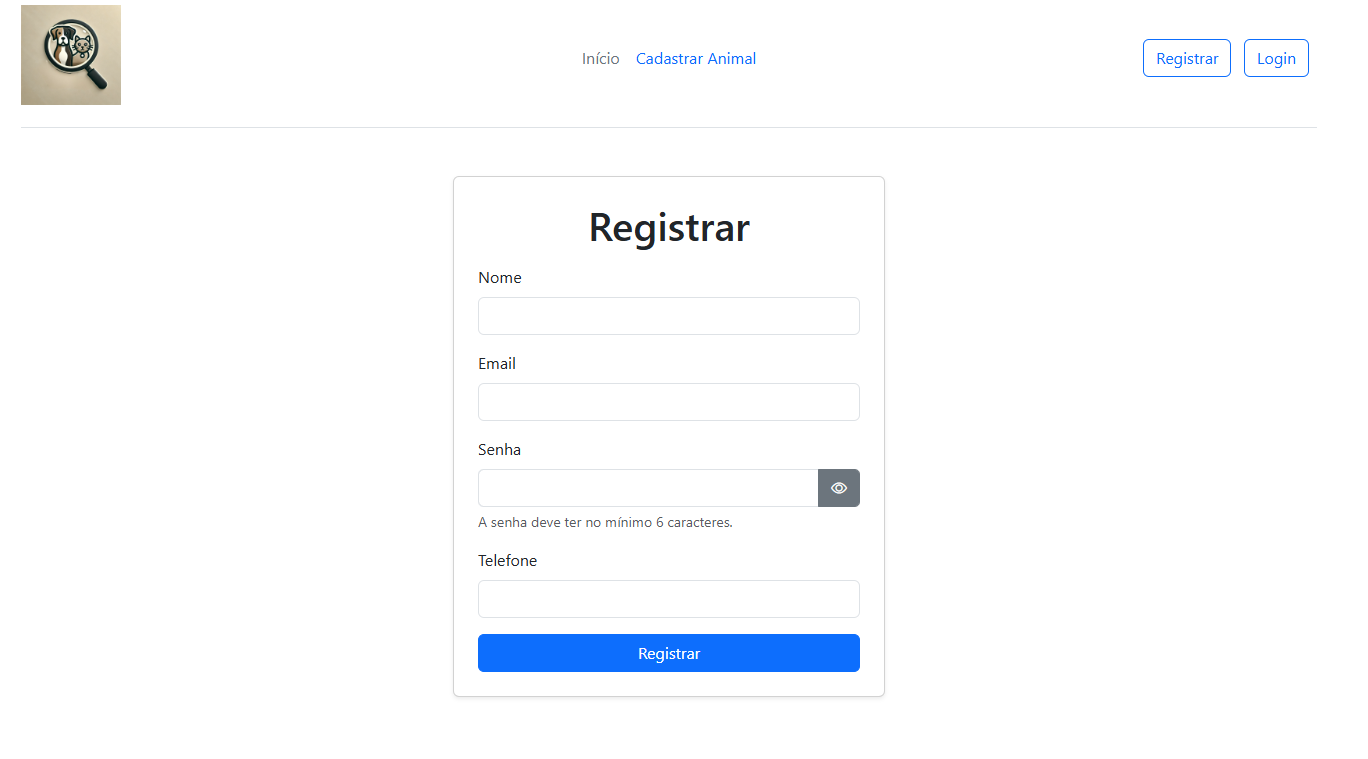 Início Cadastrar Animal Registrar Login
Registrar
Nome
Email
Senha
A senha deve ter no mínimo 6 caracteres.
Telefone
Registrar